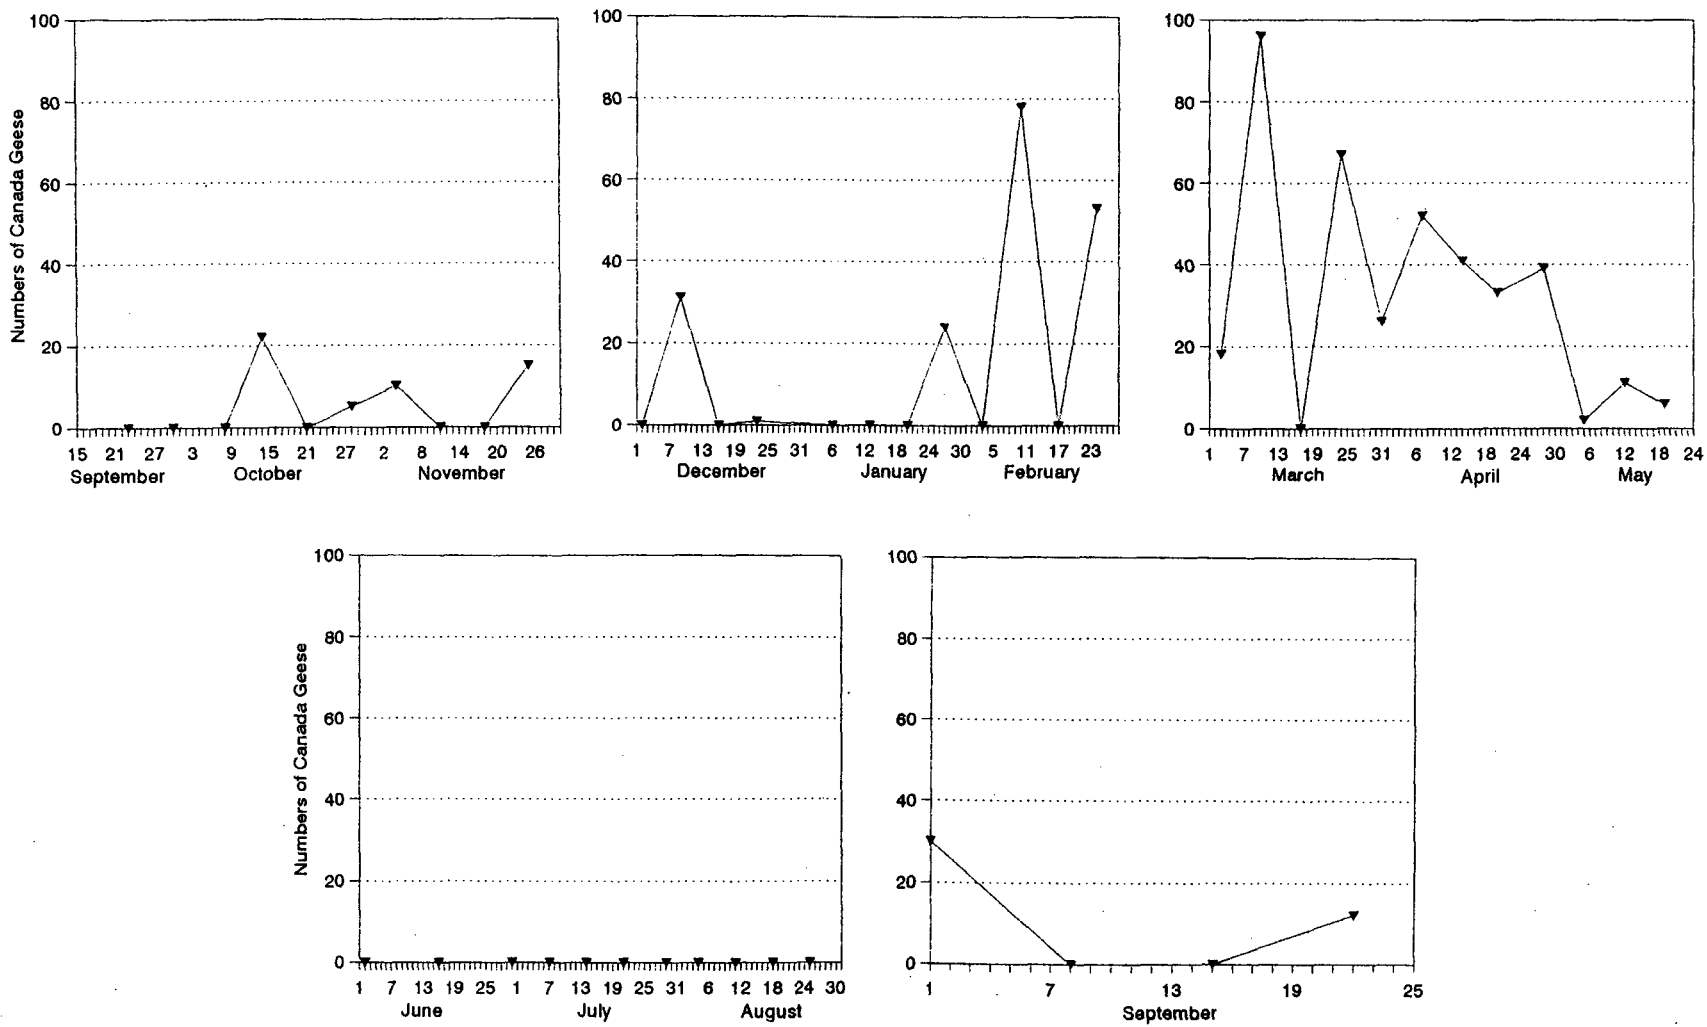 Numbers of Canada Geese
100
80
60
40
20
0
15 21 27 3 9 15 21 27 2 8 14 20 26
September October November
100
80
60
40
20
0
1 7 13 19 25 31 6 12 18 24 30 5 11 17 23
December January February
100
80
60
40
20
0
1 7 13 19 25 31 6 12 18 24 30 6 12 18 24
March April May
Numbers of Canada Geese
100
80
60
40
20
0
1 7 13 19 25 1 7 13 19 25 31 6 12 18 24 30
June July August
100
80
60
40
20
0
1 7 13 19 25
September